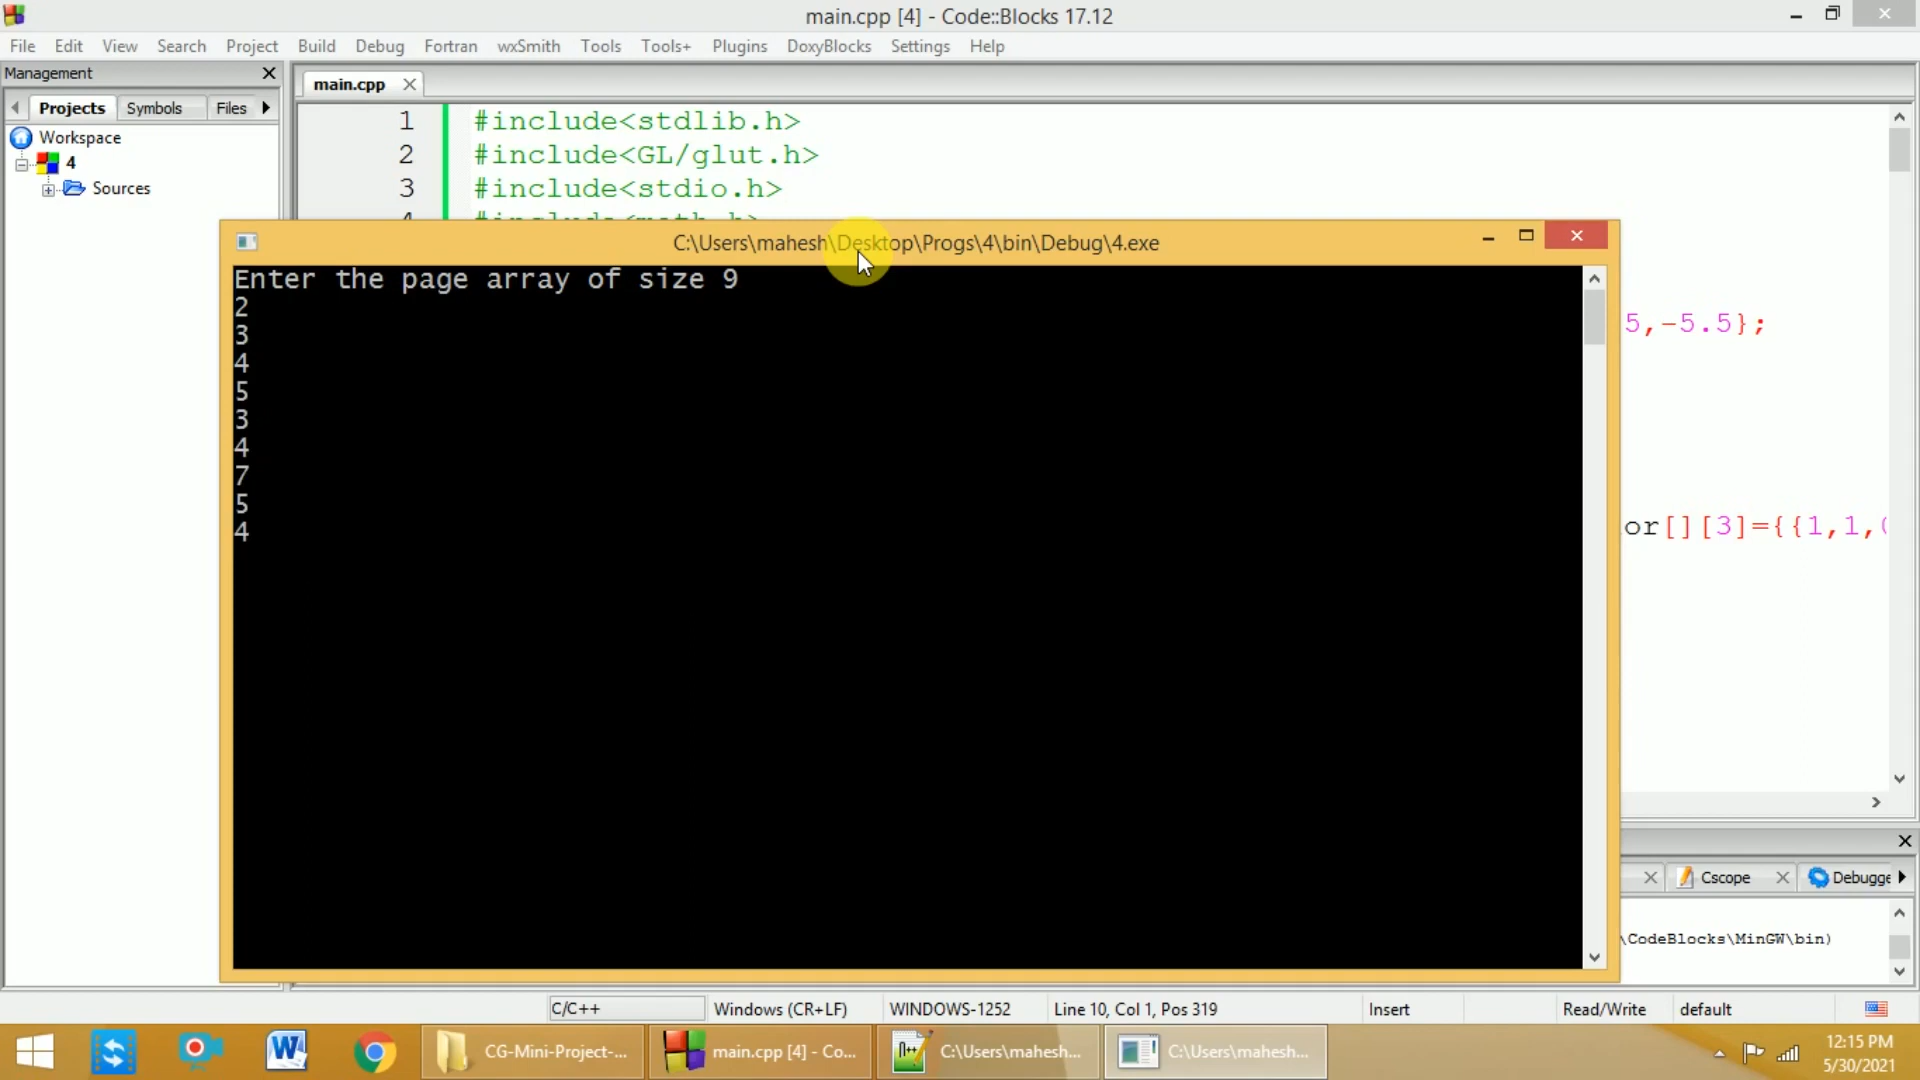 main.cpp [4] - Code::Blocks 17.12
File Edit View Search Project Build Debug Fortran wxSmith Tools Tools+ Plugins DoxyBlocks Settings Help
Management
main.cpp
Projects Symbols Files
Workspace
4
Sources
1 #include<stdlib.h>
2 #include<GL/glut.h>
3 #include<stdio.h>
4 #include<math.h>
C:\Users\mahesh\Desktop\Progs\4\bin\Debug\4.exe
Enter the page array of size 9
2
3
4
5
3
4
7
5
4
5,-5.5};
or[][3]={{1,1,
Cscope
Debugge
\CodeBlocks\MinGW\bin)
C/C++ Windows (CR+LF) WINDOWS-1252 Line 10, Col 1, Pos 319 Insert Read/Write default
CG-Mini-Project-...
main.cpp [4] - Co...
C:\Users\mahesh...
C:\Users\mahesh...
12:15 PM
5/30/2021